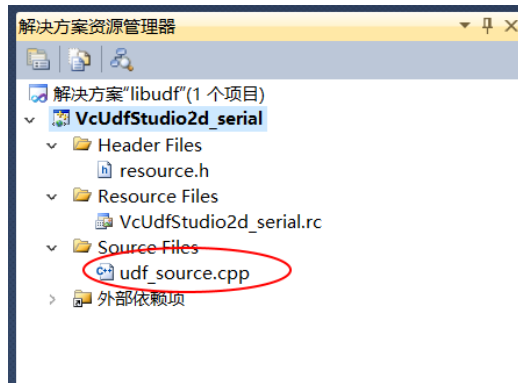 解决方案资源管理器
解决方案"libudf"(1 个项目)
VcUdfStudio2d_serial
Header Files
resource.h
Resource Files
VcUdfStudio2d_serial.rc
Source Files
udf_source.cpp
外部依赖项